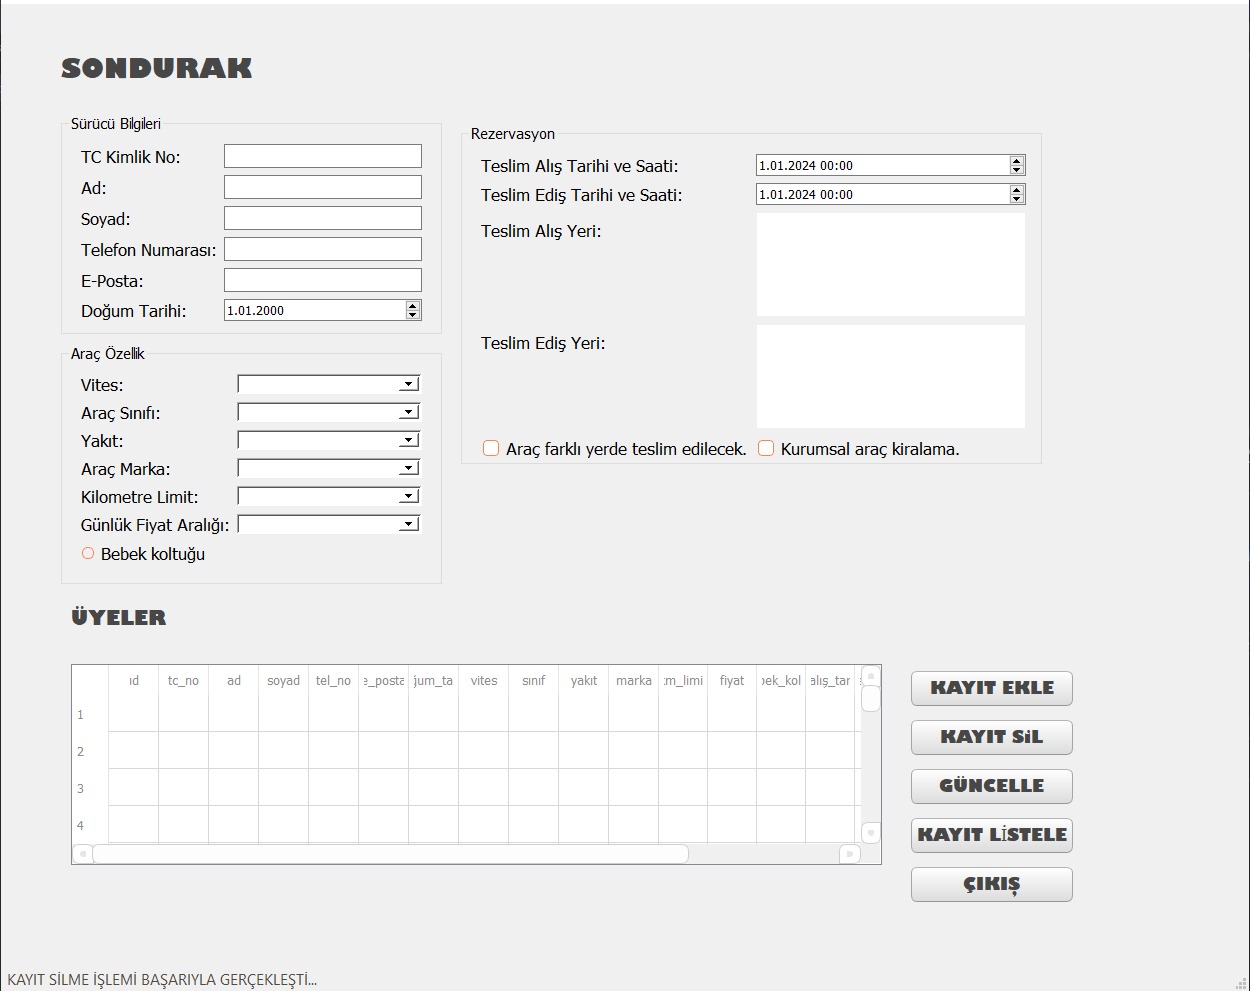 SONDURAK
Sürücü Bilgileri
TC Kimlik No:
Ad:
Soyad:
Telefon Numarası:
E-Posta:
Doğum Tarihi: 1.01.2000
Araç Özellik
Vites:
Araç Sınıfı:
Yakıt:
Araç Marka:
Kilometre Limit:
Günlük Fiyat Aralığı:
Bebek koltuğu
Rezervasyon
Teslim Alış Tarihi ve Saati: 1.01.2024 00:00
Teslim Ediş Tarihi ve Saati: 1.01.2024 00:00
Teslim Alış Yeri:
Teslim Ediş Yeri:
Araç farklı yerde teslim edilecek. Kurumsal araç kiralama.
ÜYELER
ıd tc_no ad soyad tel_no e_posta ğum_ta vites sınıf yakıt marka km_limi fiyat bek_kol alış_tar
1
2
3
4
KAYIT EKLE
KAYIT SiL
GÜNCELLE
KAYIT LİSTELE
ÇIKIŞ
KAYIT SİLME İŞLEMİ BAŞARIYLA GERÇEKLEŞTİ...